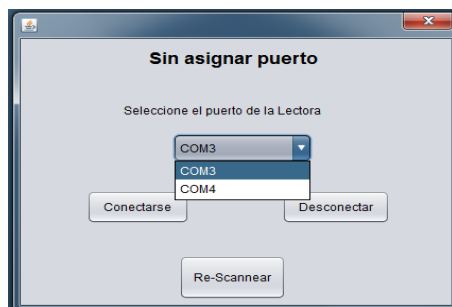 Sin asignar puerto
Seleccione el puerto de la Lectora
COM3
COM3
COM4
Conectarse Desconectar
Re-Scannear